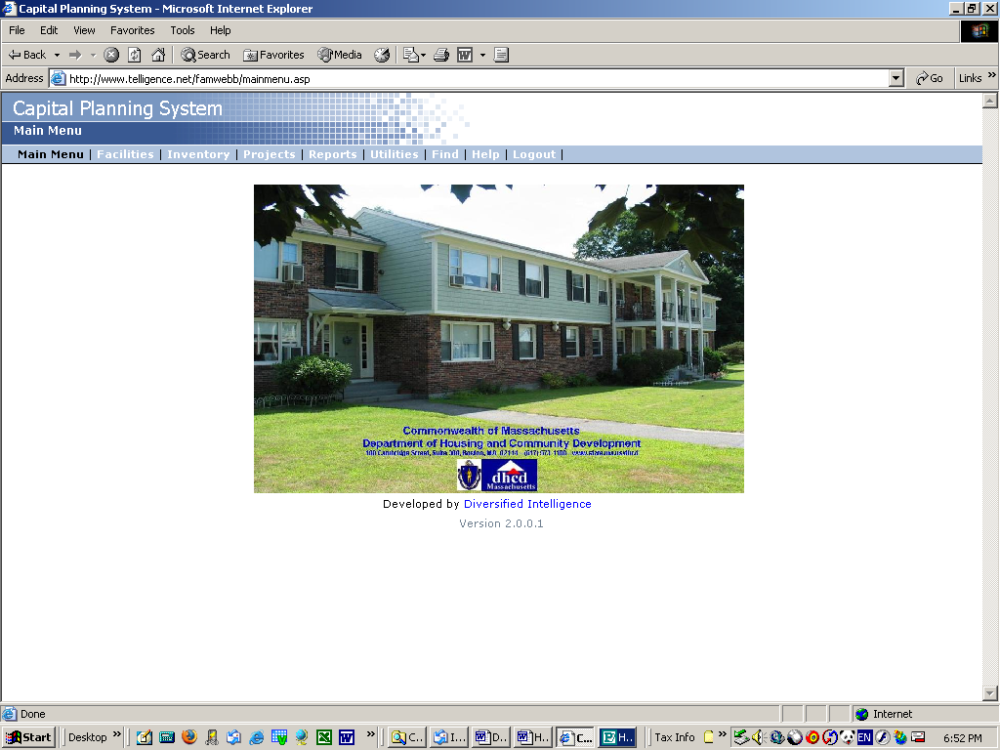 Capital Planning System - Microsoft Internet Explorer
File Edit View Favorites Tools Help
Back Search Favorites Media
Address http://www.telligence.net/famwebb/mainmenu.asp Go Links »
Capital Planning System
Main Menu
Main Menu | Facilities | Inventory | Projects | Reports | Utilities | Find | Help | Logout |
Commonwealth of Massachusetts
Department of Housing and Community Development
100 Cambridge Street, Suite 300, Boston, MA 02114
dhcd
Massachusetts
Developed by Diversified Intelligence
Version 2.0.0.1
Done Internet
Start Desktop » » C... I... D... H... C... H... Tax Info » EN 6:52 PM